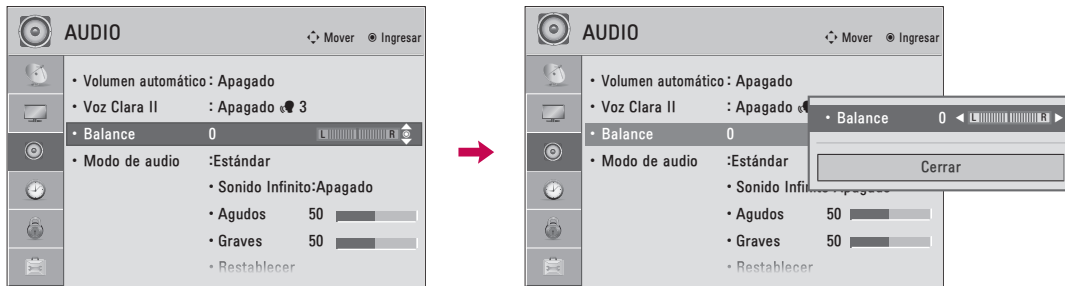 AUDIO
Mover
Ingresar
• Volumen automático : Apagado
• Voz Clara II : Apagado 3
• Balance 0 L R
• Modo de audio :Estándar
• Sonido Infinito:Apagado
• Agudos 50
• Graves 50
• Restablecer
AUDIO
Mover
Ingresar
• Volumen automático : Apagado
• Voz Clara II : Apagado
• Balance 0
• Modo de audio :Estándar
• Sonido Infinito:Apagado
• Agudos 50
• Graves 50
• Restablecer
• Balance 0 L R
Cerrar